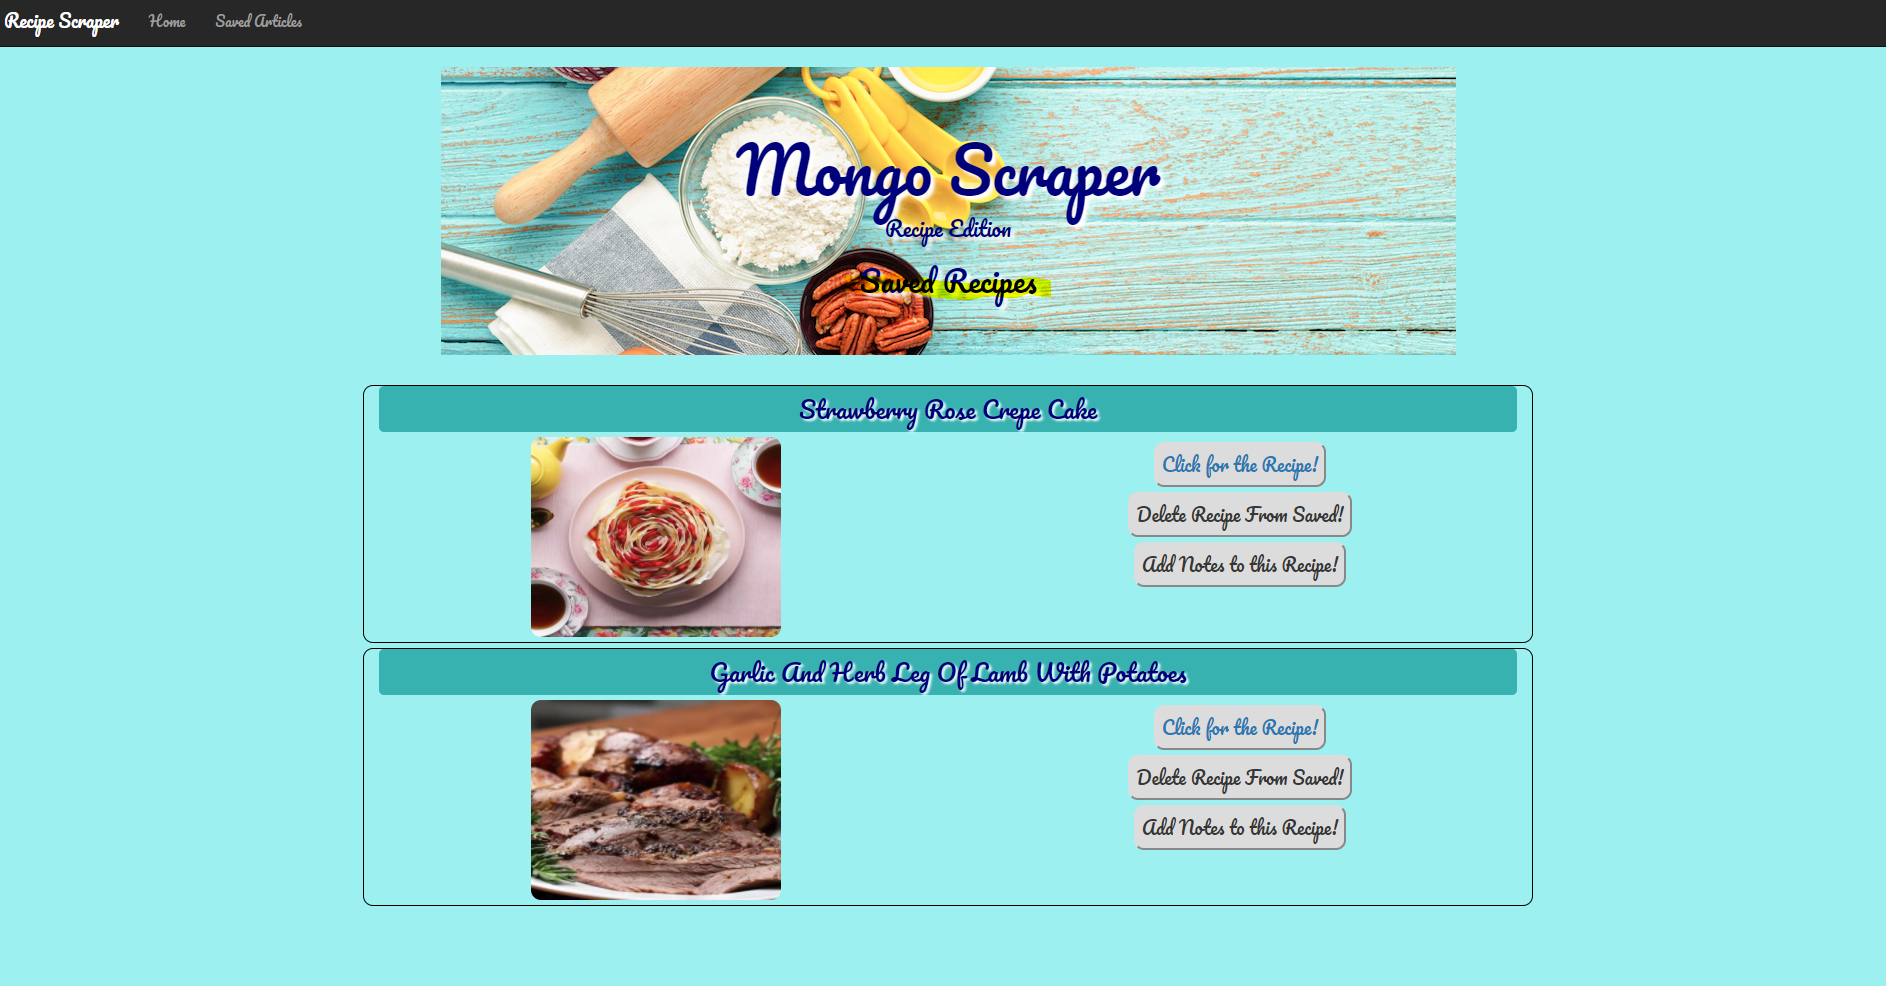 Recipe Scraper Home Saved Articles
Mongo Scraper
Recipe Edition
Saved Recipes
Strawberry Rose Crepe Cake
Click for the Recipe!
Delete Recipe From Saved!
Add Notes to this Recipe!
Garlic And Herb Leg Of Lamb With Potatoes
Click for the Recipe!
Delete Recipe From Saved!
Add Notes to this Recipe!